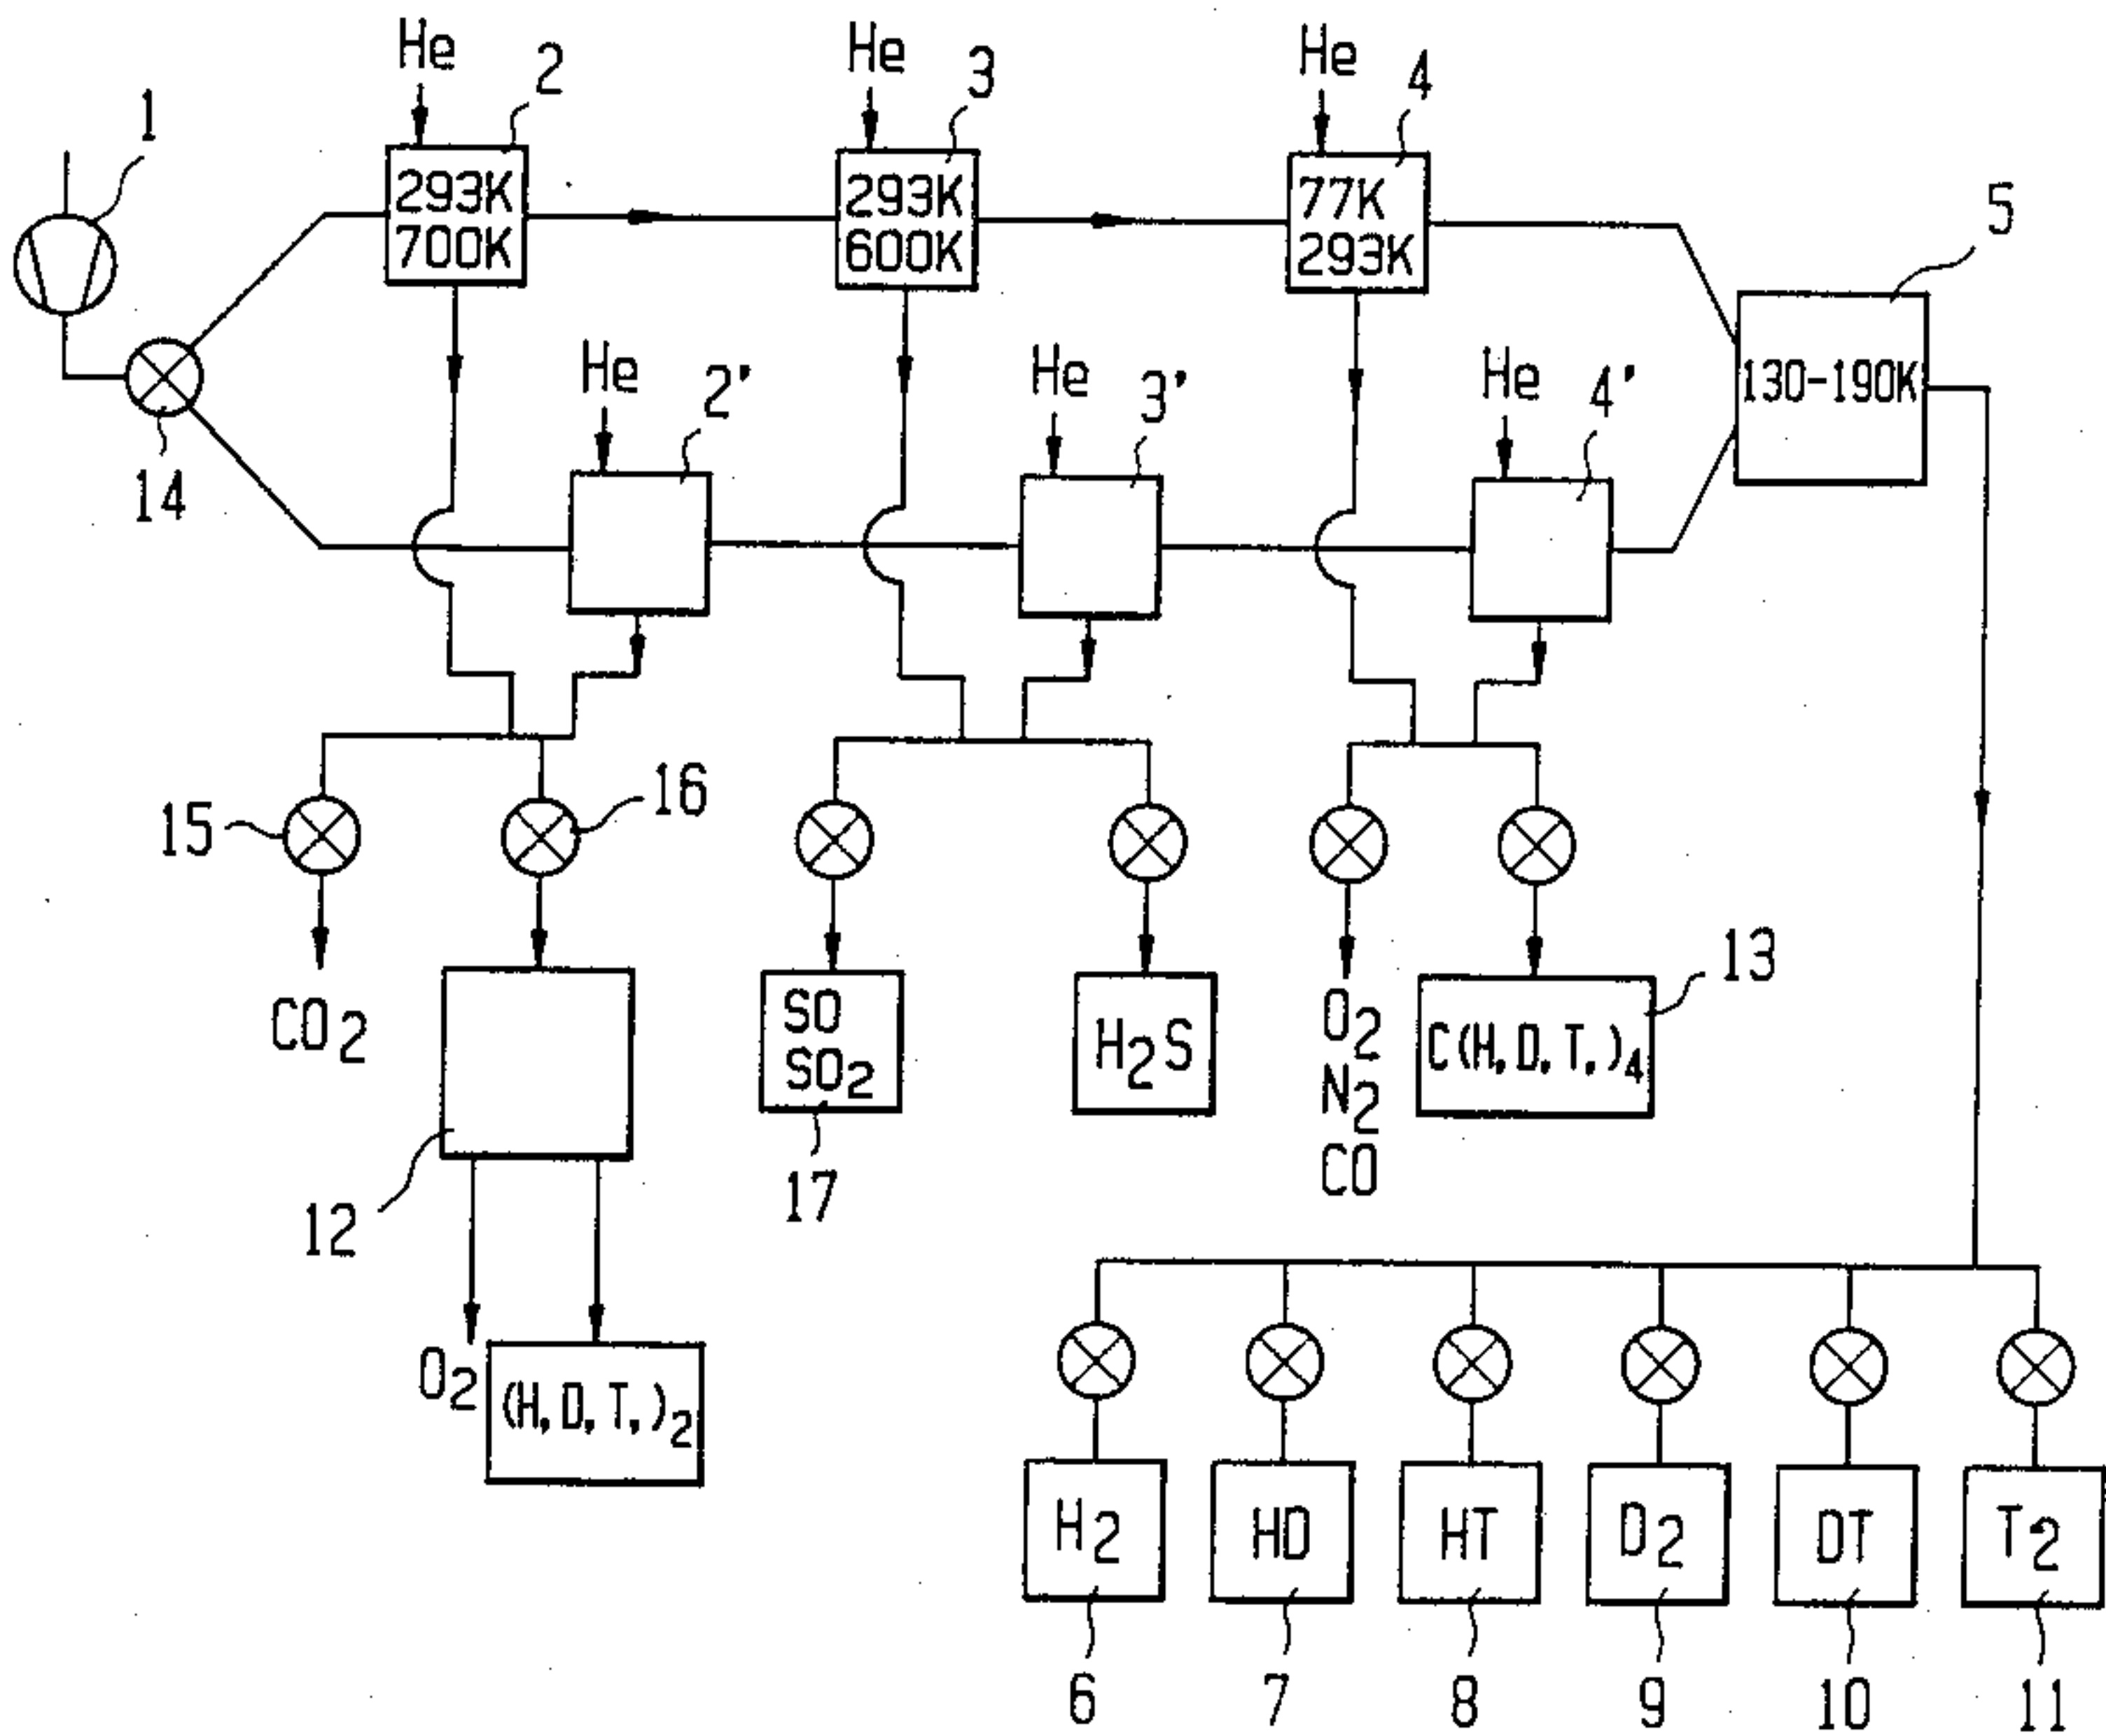 He
2
He
3
He
4
1
293K
700K
293K
600K
77K
293K
5
He
2'
He
3'
He
4'
130-190K
14
15
16
CO2
SO
SO2
H2S
O2
N2
CO
C(H,D,T,)4
13
12
17
O2
(H,D,T,)2
H2
HD
HT
D2
DT
T2
6
7
8
9
10
11